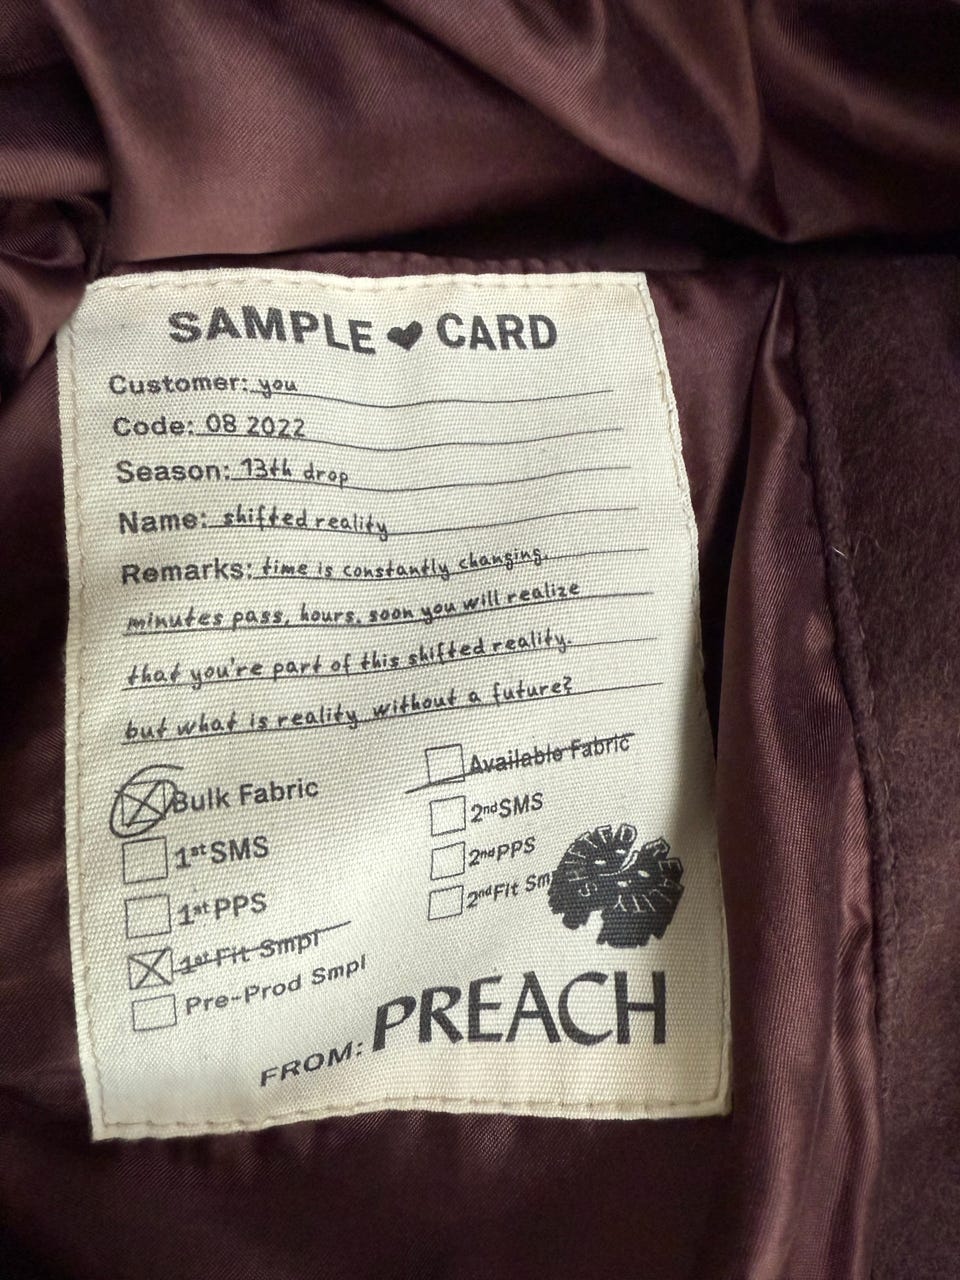 SAMPLE ♥ CARD
Customer: you
Code: 08 2022
Season: 13th drop
Name: shifted reality
Remarks: time is constantly changing.
minutes pass, hours. soon you will realize
that you're part of this shifted reality.
but what is reality without a future?
Bulk Fabric
Available Fabric
1st SMS
2nd SMS
1st PPS
2nd PPS
1st Fit Smpl
2nd Fit Sm
Pre-Prod Smpl
SHIFTED REALITY
FROM: PREACH